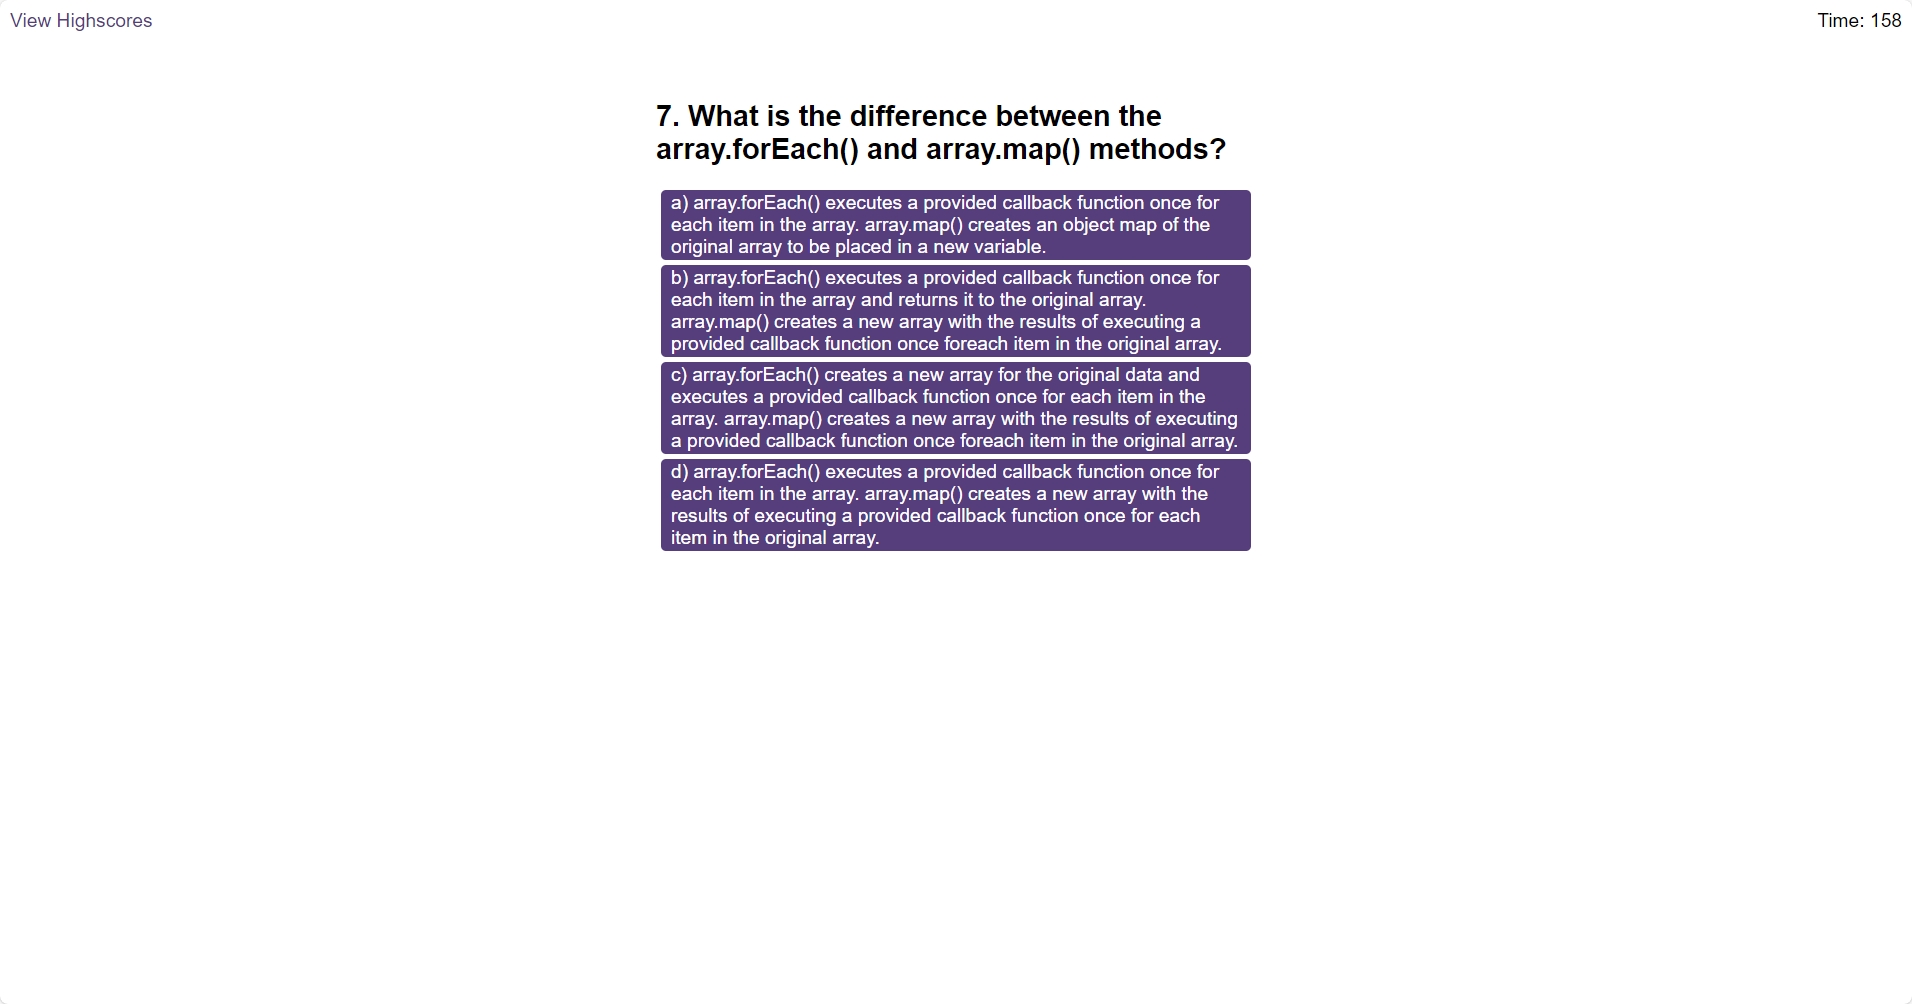 View Highscores
Time: 158
7. What is the difference between the
array.forEach() and array.map() methods?
a) array.forEach() executes a provided callback function once for
each item in the array. array.map() creates an object map of the
original array to be placed in a new variable.
b) array.forEach() executes a provided callback function once for
each item in the array and returns it to the original array.
array.map() creates a new array with the results of executing a
provided callback function once foreach item in the original array.
c) array.forEach() creates a new array for the original data and
executes a provided callback function once for each item in the
array. array.map() creates a new array with the results of executing
a provided callback function once foreach item in the original array.
d) array.forEach() executes a provided callback function once for
each item in the array. array.map() creates a new array with the
results of executing a provided callback function once for each
item in the original array.